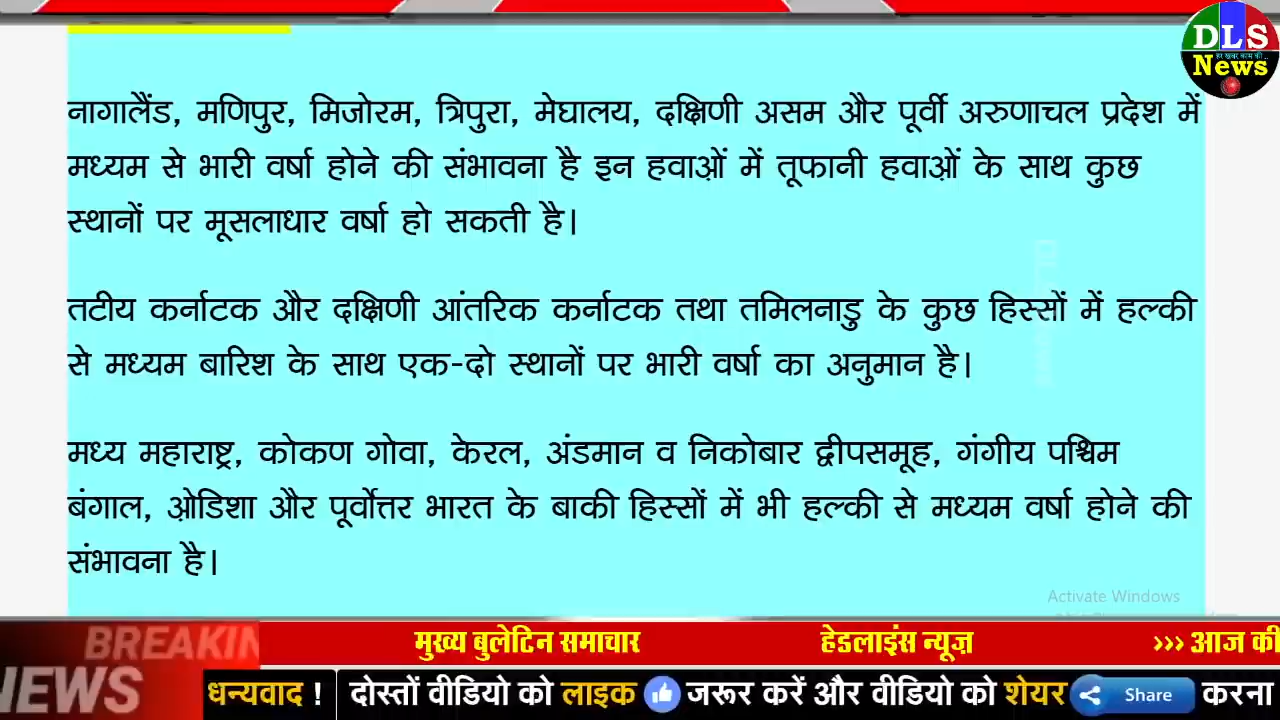 DLS
हर खबर काम की..
News
नागालैंड, मणिपुर, मिजोरम, त्रिपुरा, मेघालय, दक्षिणी असम और पूर्वी अरुणाचल प्रदेश में
मध्यम से भारी वर्षा होने की संभावना है इन हवाओं में तूफानी हवाओं के साथ कुछ
स्थानों पर मूसलाधार वर्षा हो सकती है।
तटीय कर्नाटक और दक्षिणी आंतरिक कर्नाटक तथा तमिलनाडु के कुछ हिस्सों में हल्की
से मध्यम बारिश के साथ एक-दो स्थानों पर भारी वर्षा का अनुमान है।
मध्य महाराष्ट्र, कोकण गोवा, केरल, अंडमान व निकोबार द्वीपसमूह, गंगीय पश्चिम
बंगाल, ओडिशा और पूर्वोत्तर भारत के बाकी हिस्सों में भी हल्की से मध्यम वर्षा होने की
संभावना है।
Activate Windows
BREAKIN
NEWS
मुख्य बुलेटिन समाचार हेडलाइंस न्यूज़ >>> आज की
धन्यवाद ! दोस्तों वीडियो को लाइक जरूर करें और वीडियो को शेयर Share करना